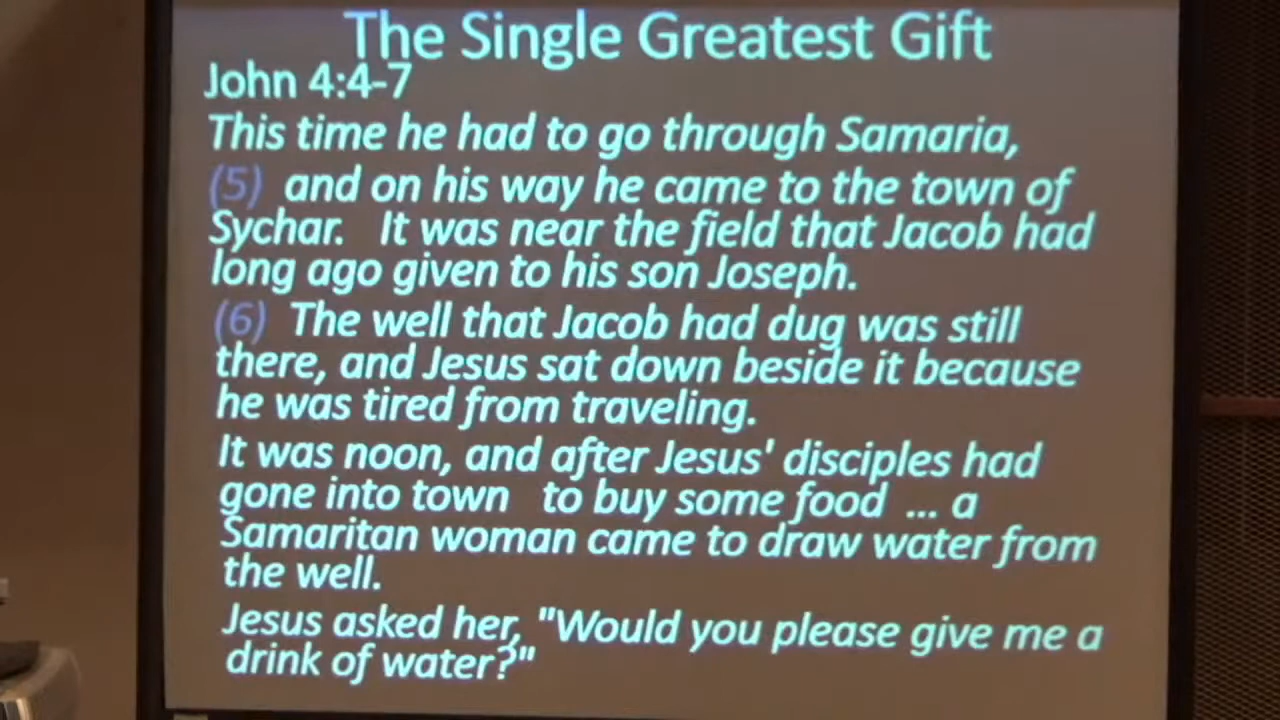 The Single Greatest Gift
John 4:4-7
This time he had to go through Samaria,
(5) and on his way he came to the town of
Sychar. It was near the field that Jacob had
long ago given to his son Joseph.
(6) The well that Jacob had dug was still
there, and Jesus sat down beside it because
he was tired from traveling.
It was noon, and after Jesus' disciples had
gone into town to buy some food ... a
Samaritan woman came to draw water from
the well.
Jesus asked her, "Would you please give me a
drink of water?"